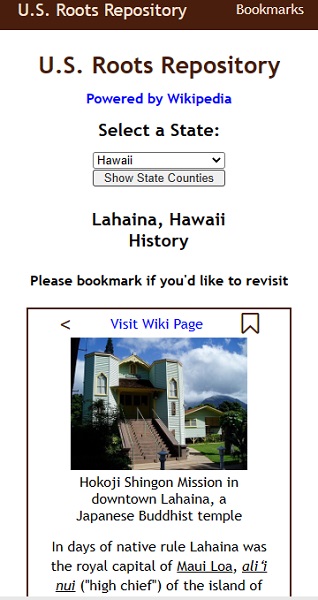 U.S. Roots Repository Bookmarks
U.S. Roots Repository
Powered by Wikipedia
Select a State:
Hawaii
Show State Counties
Lahaina, Hawaii
History
Please bookmark if you'd like to revisit
< Visit Wiki Page
Hokoji Shingon Mission in
downtown Lahaina, a
Japanese Buddhist temple
In days of native rule Lahaina was
the royal capital of Maui Loa, aliʻi
nui ("high chief") of the island of